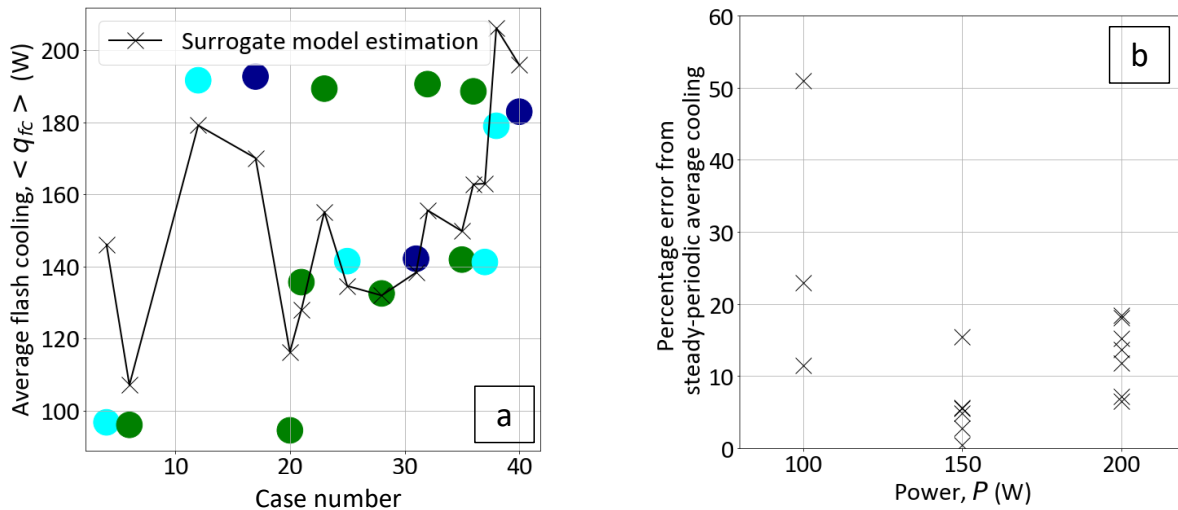 Average flash cooling, < q_fc > (W)
200
180
160
140
120
100
Surrogate model estimation
a
10
20
30
40
Case number
Percentage error from
steady-periodic average cooling
60
50
40
30
20
10
0
b
100
150
200
Power, P (W)